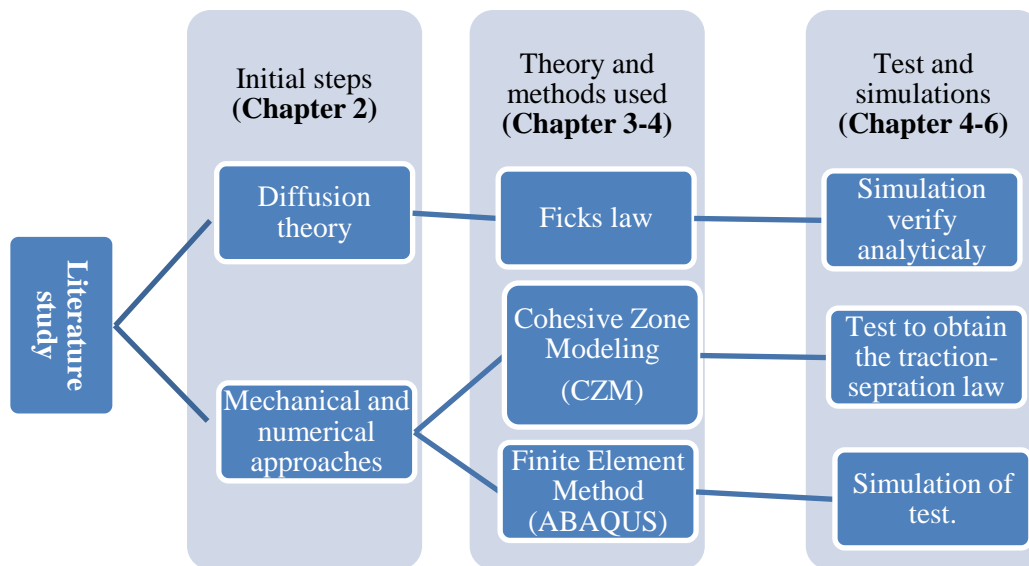 Literature
study
Initial steps
(Chapter 2)
Diffusion
theory
Mechanical and
numerical
approaches
Theory and
methods used
(Chapter 3-4)
Ficks law
Cohesive Zone
Modeling
(CZM)
Finite Element
Method
(ABAQUS)
Test and
simulations
(Chapter 4-6)
Simulation
verify
analyticaly
Test to obtain
the traction-
sepration law
Simulation of
test.